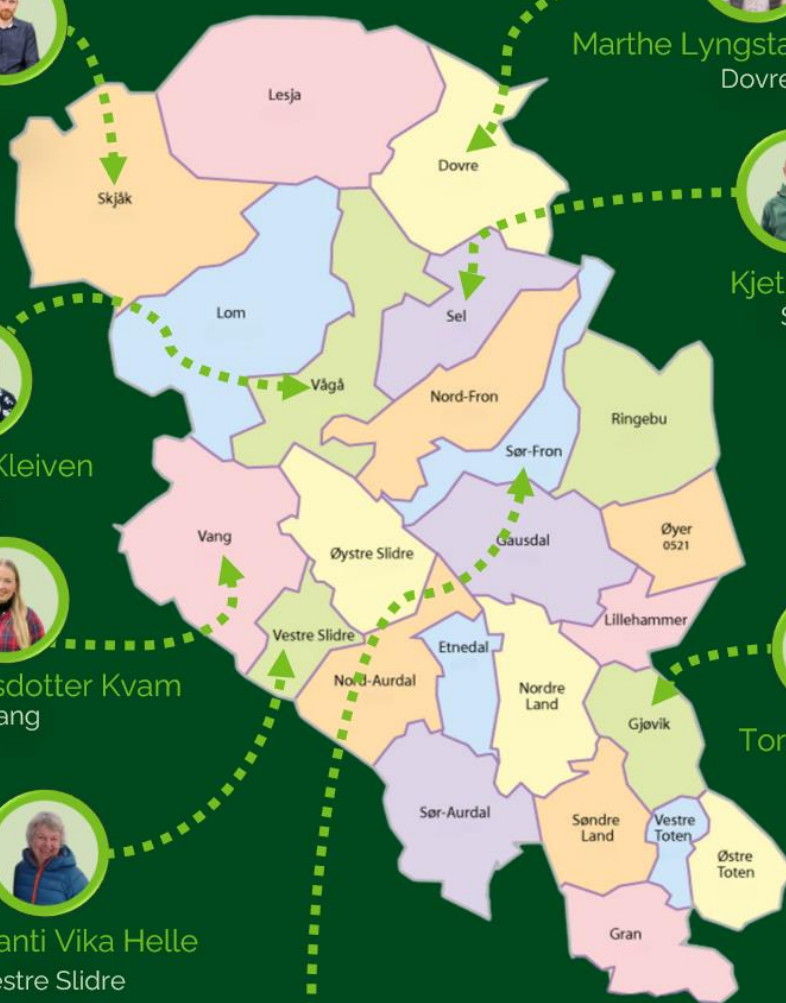 Marthe Lyngsta
Dovre
Lesja
Dovre
Skjåk
Kjet
S
Lom
Sel
Vågå
Nord-Fron
Ringebu
Kleiven
Sør-Fron
Vang
Øystre Slidre
Gausdal
Øyer
0521
Lillehammer
Vestre Slidre
Etnedal
sdotter Kvam
ang
Nord-Aurdal
Nordre
Land
Gjøvik
Tor
Sør-Aurdal
Søndre
Land
Vestre
Toten
Østre
Toten
anti Vika Helle
estre Slidre
Gran